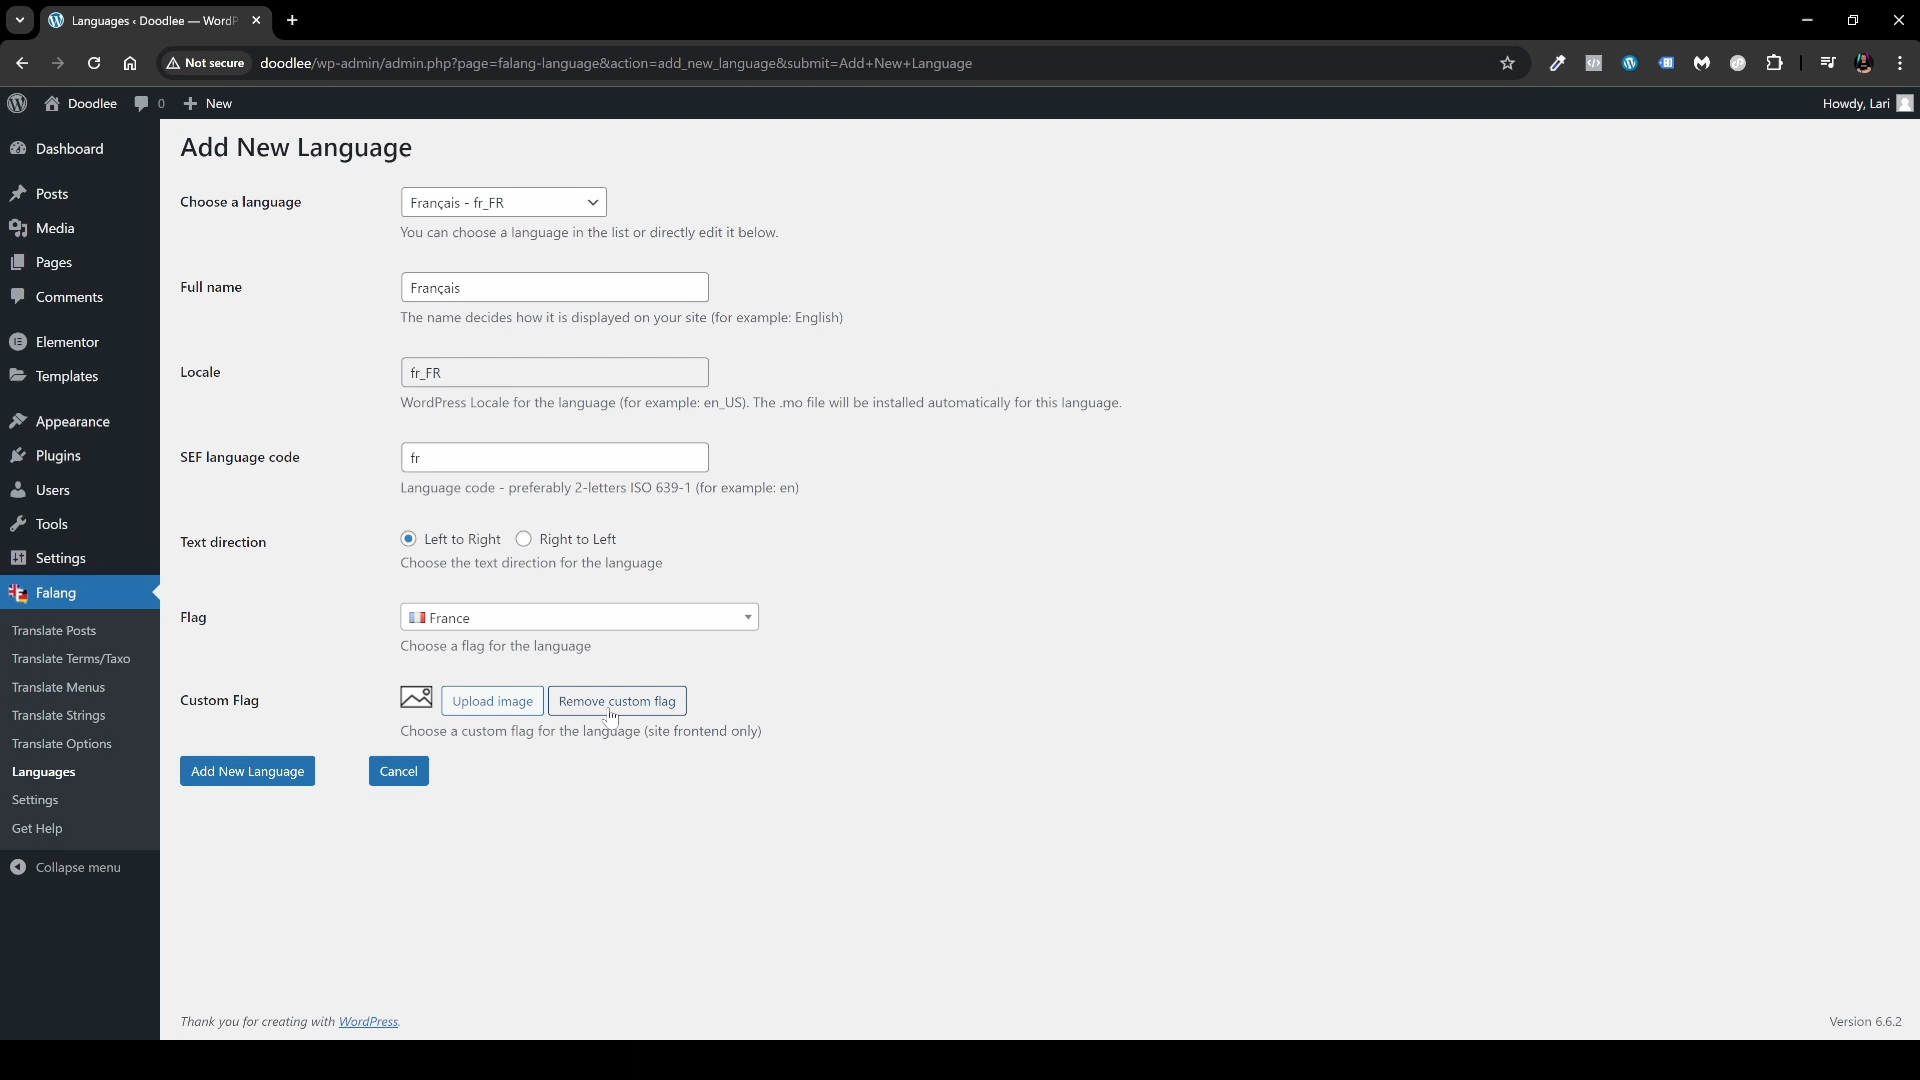 Languages ‹ Doodlee — WordP
Not secure
doodlee/wp-admin/admin.php?page=falang-language&action=add_new_language&submit=Add+New+Language
Doodlee
0
New
Howdy, Lari
Dashboard
Posts
Media
Pages
Comments
Elementor
Templates
Appearance
Plugins
Users
Tools
Settings
Falang
Translate Posts
Translate Terms/Taxo
Translate Menus
Translate Strings
Translate Options
Languages
Settings
Get Help
Collapse menu
Add New Language
Choose a language
Français - fr_FR
You can choose a language in the list or directly edit it below.
Full name
Français
The name decides how it is displayed on your site (for example: English)
Locale
fr_FR
WordPress Locale for the language (for example: en_US). The .mo file will be installed automatically for this language.
SEF language code
fr
Language code - preferably 2-letters ISO 639-1 (for example: en)
Text direction
Left to Right Right to Left
Choose the text direction for the language
Flag
France
Choose a flag for the language
Custom Flag
Upload image Remove custom flag
Choose a custom flag for the language (site frontend only)
Add New Language Cancel
Thank you for creating with WordPress.
Version 6.6.2